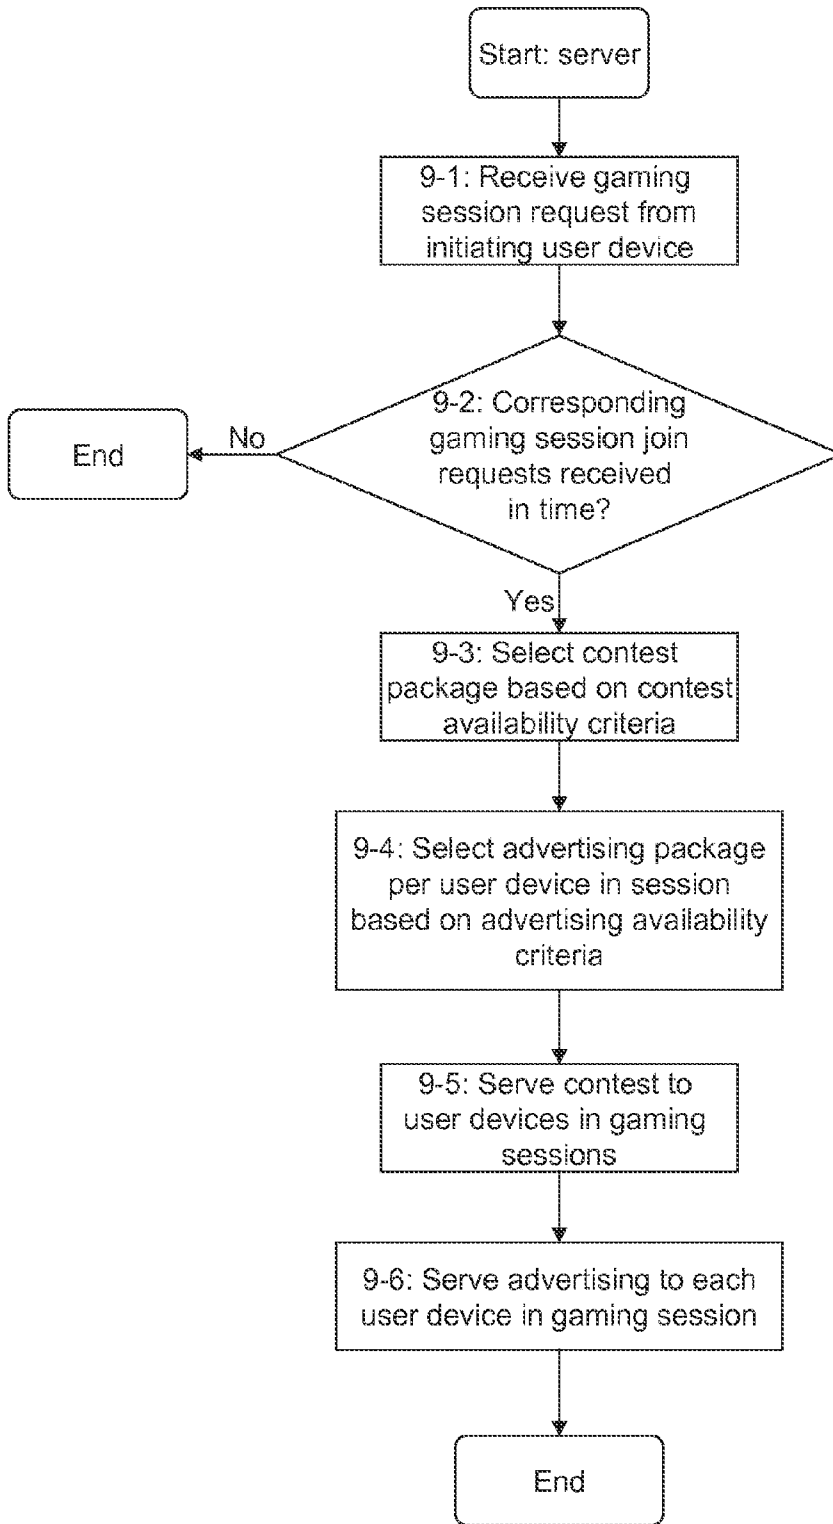 Start: server
9-1: Receive gaming
session request from
initiating user device
9-2: Corresponding
gaming session join
requests received
in time?
No
End
Yes
9-3: Select contest
package based on contest
availability criteria
9-4: Select advertising package
per user device in session
based on advertising availability
criteria
9-5: Serve contest to
user devices in gaming
sessions
9-6: Serve advertising to each
user device in gaming session
End